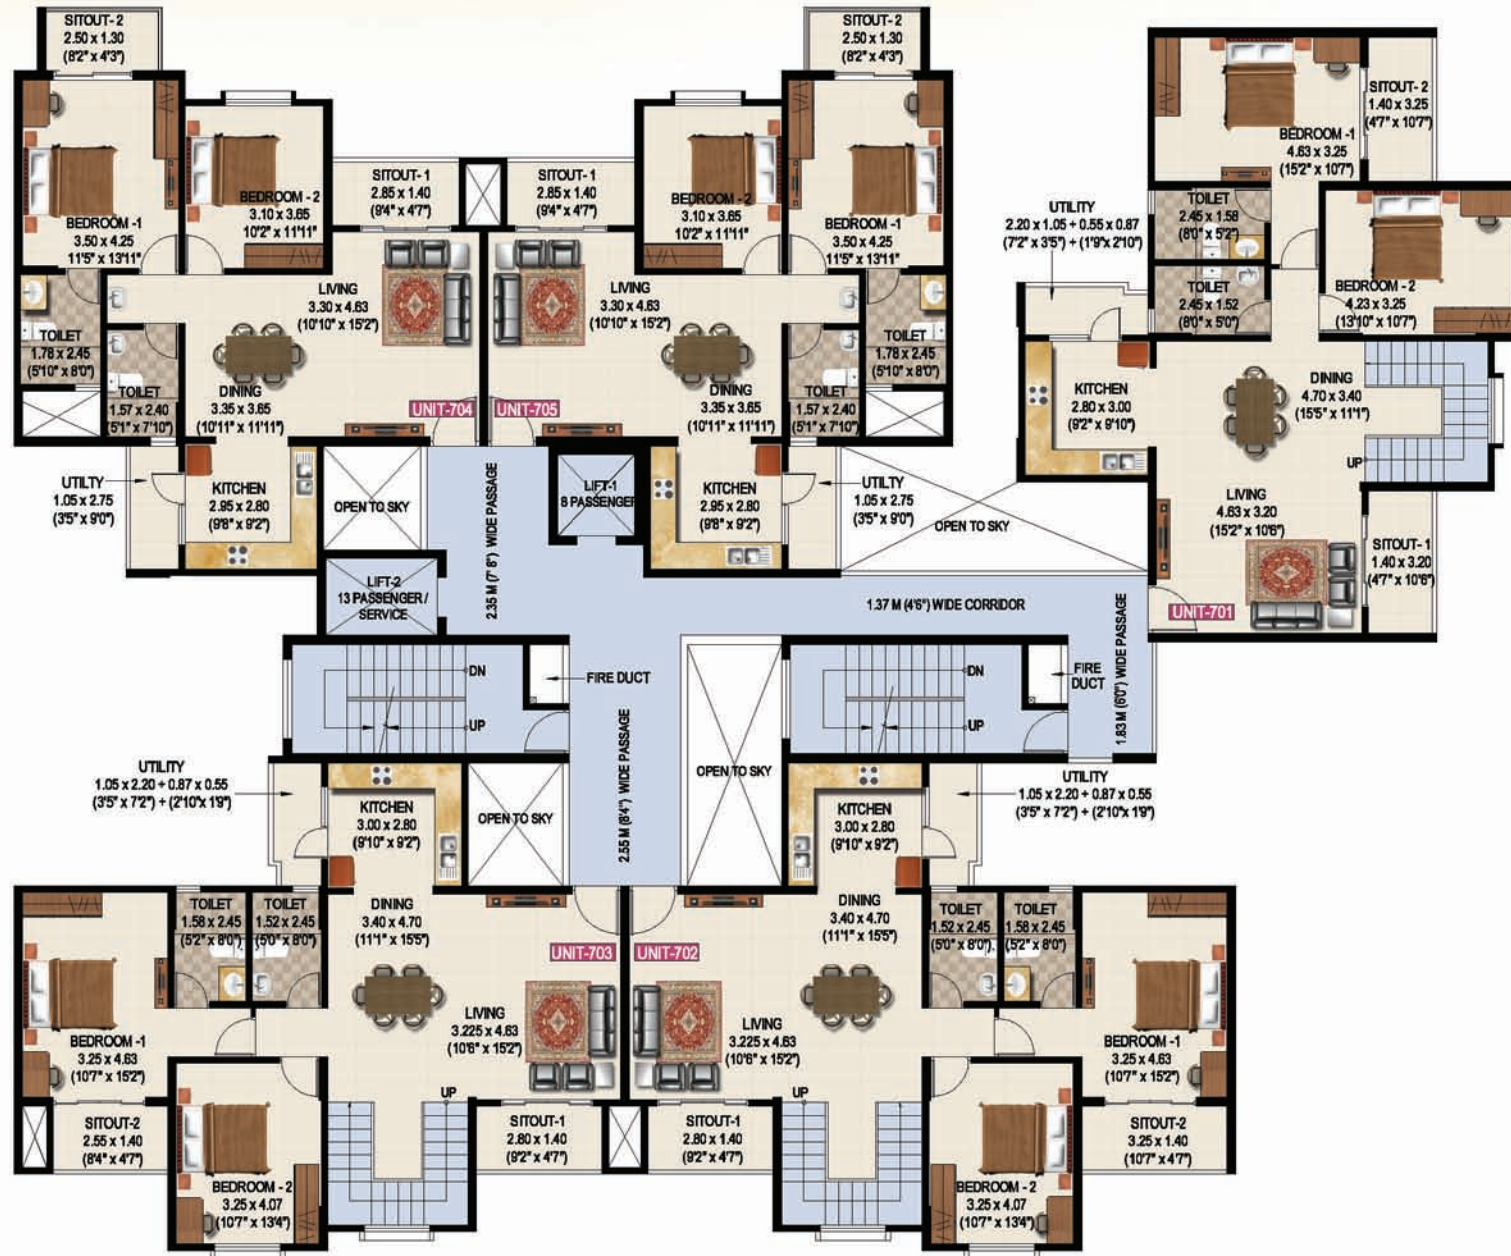 SITOUT- 2
2.50 x 1.30
(8'2" x 4'3")
SITOUT- 2
2.50 x 1.30
(8'2" x 4'3")
SITOUT- 2
1.40 x 3.25
(4'7" x 10'7")
BEDROOM -1
4.63 x 3.25
(15'2" x 10'7")
BEDROOM -1
3.50 x 4.25
11'5" x 13'11"
BEDROOM - 2
3.10 x 3.65
10'2" x 11'11"
SITOUT- 1
2.85 x 1.40
(9'4" x 4'7")
SITOUT- 1
2.85 x 1.40
(9'4" x 4'7")
BEDROOM - 2
3.10 x 3.65
10'2" x 11'11"
BEDROOM -1
3.50 x 4.25
11'5" x 13'11"
UTILITY
2.20 x 1.05 + 0.55 x 0.87
(7'2" x 3'5") + (1'9"x 2'10")
TOILET
2.45 x 1.58
(8'0" x 5'2")
TOILET
2.45 x 1.52
(8'0" x 5'0")
BEDROOM - 2
4.23 x 3.25
(13'10" x 10'7")
LIVING
3.30 x 4.63
(10'10" x 15'2")
LIVING
3.30 x 4.63
(10'10" x 15'2")
TOILET
1.78 x 2.45
(5'10" x 8'0")
TOILET
1.57 x 2.40
(5'1" x 7'10")
DINING
3.35 x 3.65
(10'11" x 11'11")
UNIT-704
UNIT-705
DINING
3.35 x 3.65
(10'11" x 11'11")
TOILET
1.57 x 2.40
(5'1" x 7'10")
TOILET
1.78 x 2.45
(5'10" x 8'0")
KITCHEN
2.80 x 3.00
(9'2" x 9'10")
DINING
4.70 x 3.40
(15'5" x 11'1")
UP
UTILTY
1.05 x 2.75
(3'5" x 9'0")
KITCHEN
2.95 x 2.80
(9'8" x 9'2")
OPEN TO SKY
2.35 M (7' 8") WIDE PASSAGE
LIFT-1
8 PASSENGER
KITCHEN
2.95 x 2.80
(9'8" x 9'2")
UTILTY
1.05 x 2.75
(3'5" x 9'0")
OPEN TO SKY
LIVING
4.63 x 3.20
(15'2" x 10'6")
SITOUT- 1
1.40 x 3.20
(4'7" x 10'6")
UNIT-701
LIFT-2
13 PASSENGER /
SERVICE
1.37 M (4'6") WIDE CORRIDOR
1.83 M (6'0") WIDE PASSAGE
DN
UP
FIRE DUCT
2.55 M (8'4") WIDE PASSAGE
OPEN TO SKY
DN
UP
FIRE
DUCT
UTILITY
1.05 x 2.20 + 0.87 x 0.55
(3'5" x 7'2") + (2'10"x 1'9")
KITCHEN
3.00 x 2.80
(9'10" x 9'2")
OPEN TO SKY
KITCHEN
3.00 x 2.80
(9'10" x 9'2")
UTILITY
1.05 x 2.20 + 0.87 x 0.55
(3'5" x 7'2") + (2'10"x 1'9")
TOILET
1.58 x 2.45
(5'2" x 8'0")
TOILET
1.52 x 2.45
(5'0" x 8'0")
DINING
3.40 x 4.70
(11'1" x 15'5")
UNIT-703
UNIT-702
DINING
3.40 x 4.70
(11'1" x 15'5")
TOILET
1.52 x 2.45
(5'0" x 8'0")
TOILET
1.58 x 2.45
(5'2" x 8'0")
BEDROOM -1
3.25 x 4.63
(10'7" x 15'2")
LIVING
3.225 x 4.63
(10'6" x 15'2")
LIVING
3.225 x 4.63
(10'6" x 15'2")
BEDROOM -1
3.25 x 4.63
(10'7" x 15'2")
UP
UP
SITOUT-2
2.55 x 1.40
(8'4" x 4'7")
SITOUT-1
2.80 x 1.40
(9'2" x 4'7")
SITOUT-1
2.80 x 1.40
(9'2" x 4'7")
SITOUT-2
3.25 x 1.40
(10'7" x 4'7")
BEDROOM - 2
3.25 x 4.07
(10'7" x 13'4")
BEDROOM - 2
3.25 x 4.07
(10'7" x 13'4")